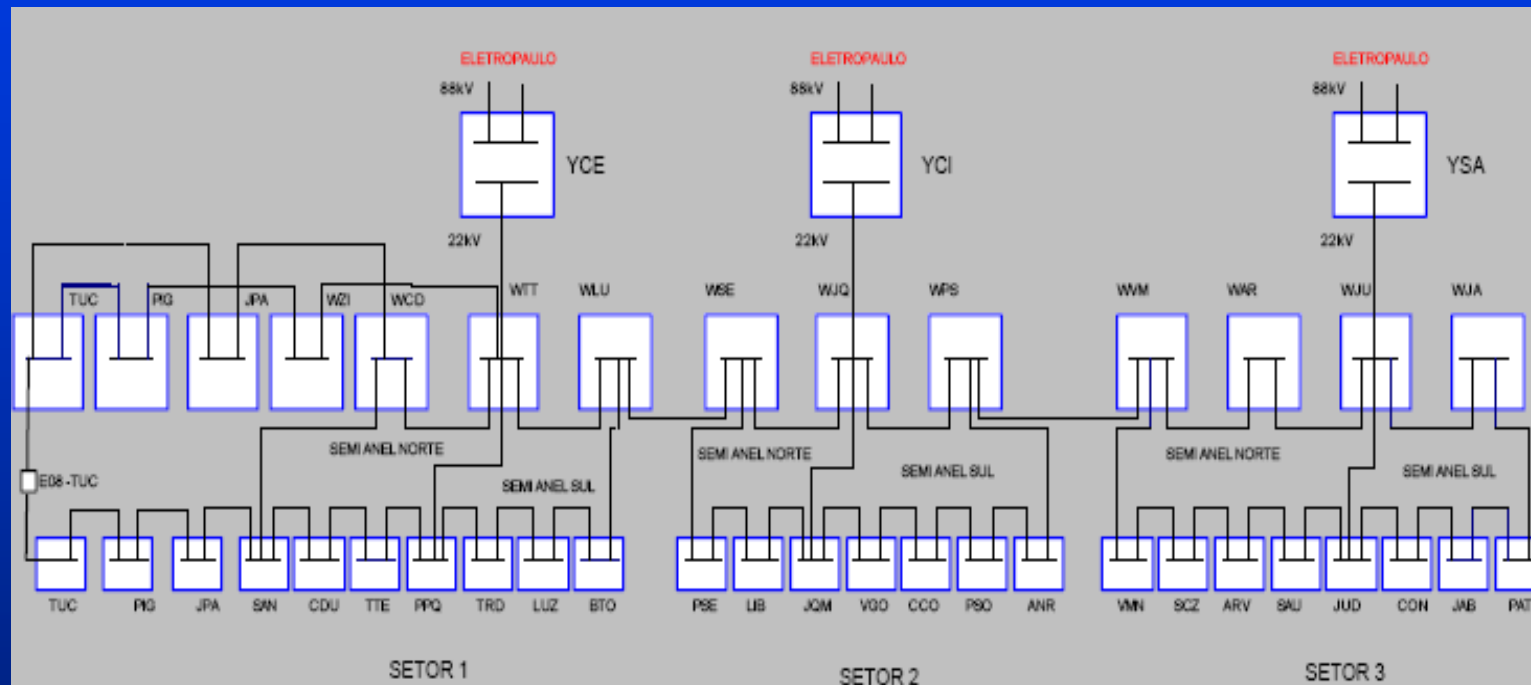 ELETROPAULO
ELETROPAULO
ELETROPAULO
88kV
88kV
88kV
YCE
YCI
YSA
22kV
22kV
22kV
TUC
PIG
JPA
WZI
WCD
WTT
WLU
WSE
WJQ
WPS
WVM
WAR
WJU
WJA
SEMI ANEL NORTE
SEMI ANEL NORTE
SEMI ANEL NORTE
SEMI ANEL SUL
SEMI ANEL SUL
SEMI ANEL SUL
E08-TUC
TUC
PIG
JPA
SAN
CDU
TTE
PPQ
TRD
LUZ
BTO
PSE
LIB
JQM
VGO
CCO
PSO
ANR
VMN
SCZ
ARV
SAU
JUD
CON
JAB
PAT
SETOR 1
SETOR 2
SETOR 3